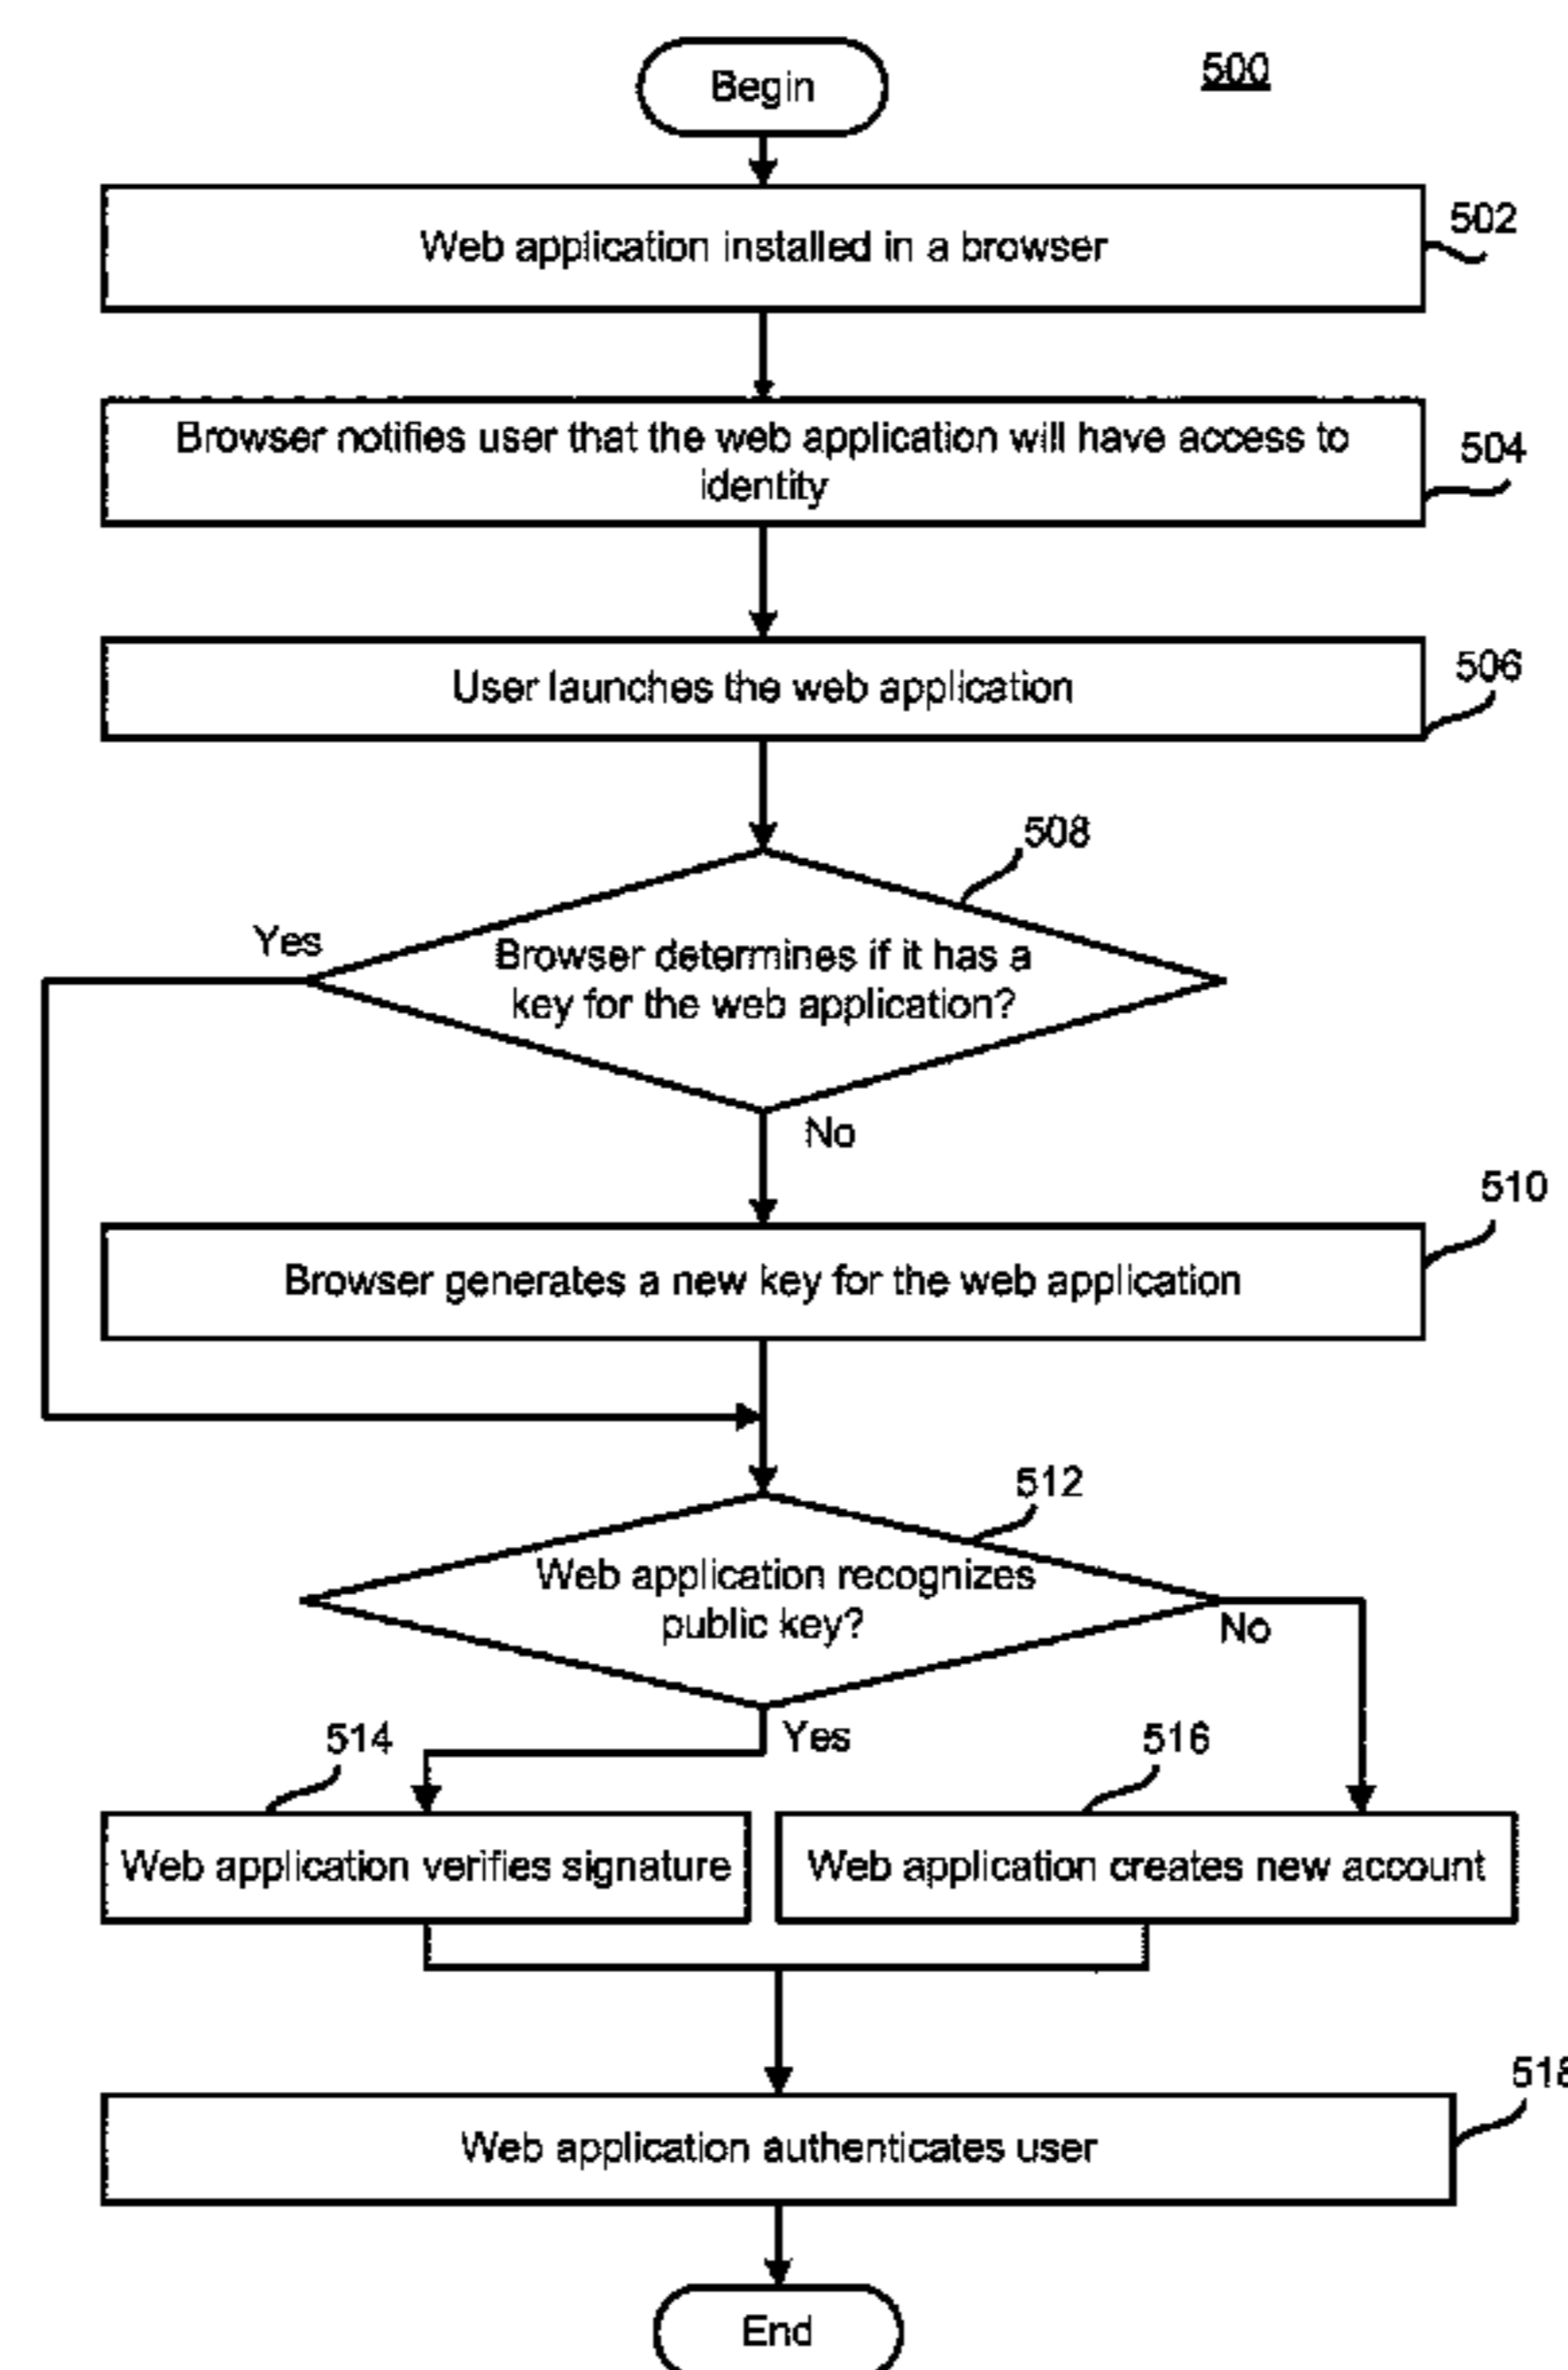 Begin
500
Web application installed in a browser
502
Browser notifies user that the web application will have access to
identity
504
User launches the web application
506
508
Yes
Browser determines if it has a
key for the web application?
No
510
Browser generates a new key for the web application
512
Web application recognizes
public key?
No
Yes
514
516
Web application verifies signature
Web application creates new account
518
Web application authenticates user
End